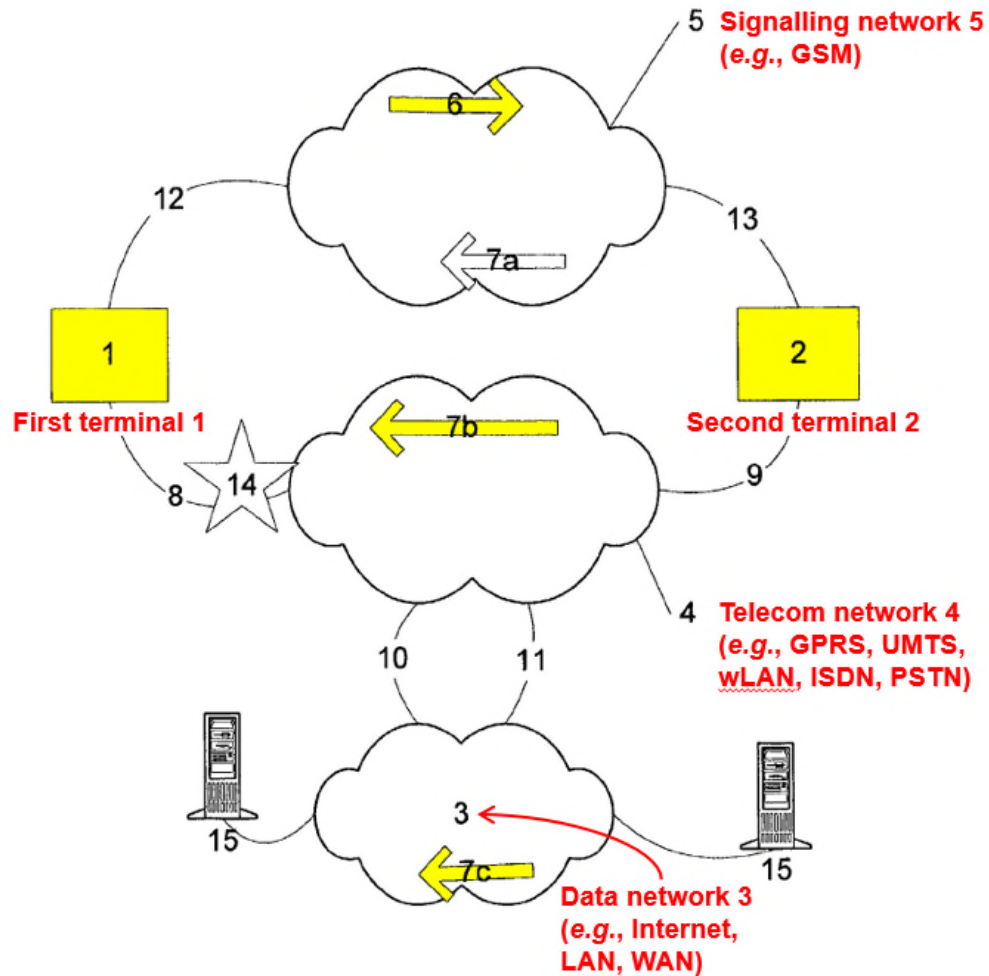 5 Signalling network 5
(e.g., GSM)
6
12
13
7a
1
2
First terminal 1
Second terminal 2
7b
8
14
9
4 Telecom network 4
(e.g., GPRS, UMTS,
wLAN, ISDN, PSTN)
10
11
3
15
15
7c
Data network 3
(e.g., Internet,
LAN, WAN)